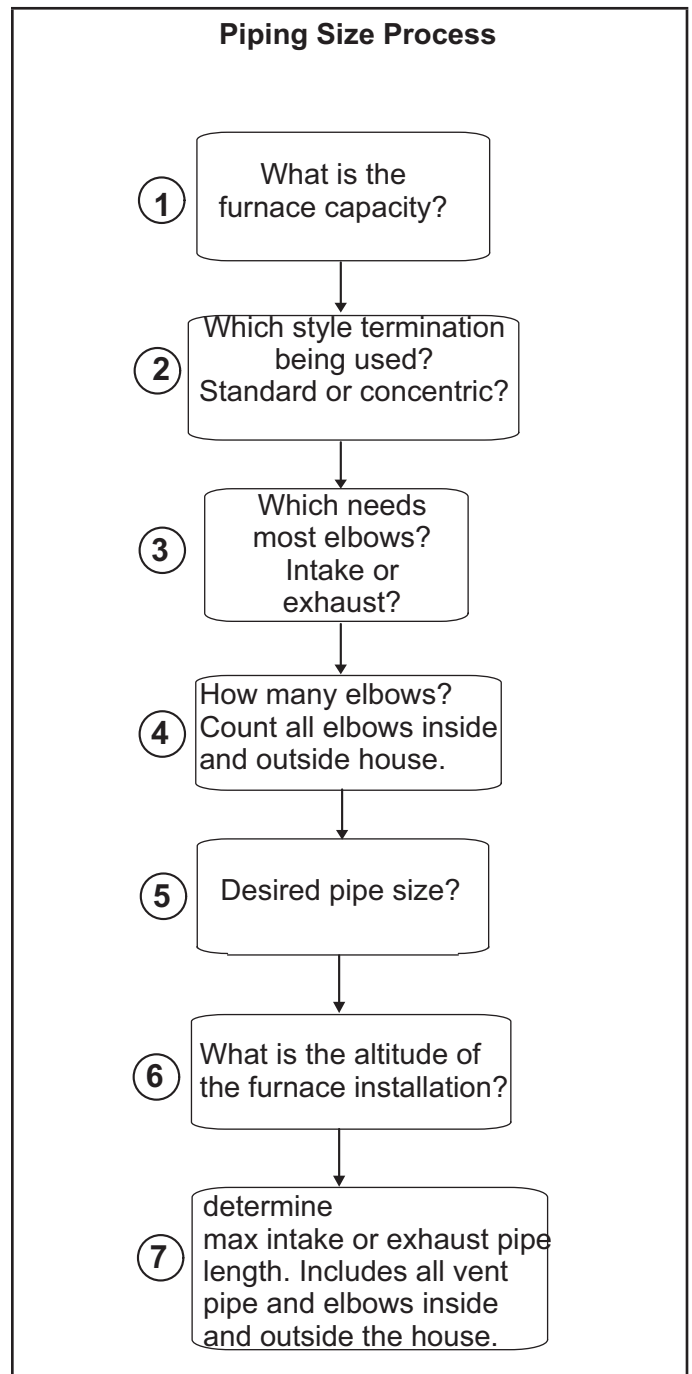 Piping Size Process
1
What is the
furnace capacity?
2
Which style termination
being used?
Standard or concentric?
3
Which needs
most elbows?
Intake or
exhaust?
4
How many elbows?
Count all elbows inside
and outside house.
5
Desired pipe size?
6
What is the altitude of
the furnace installation?
7
determine
max intake or exhaust pipe
length. Includes all vent
pipe and elbows inside
and outside the house.